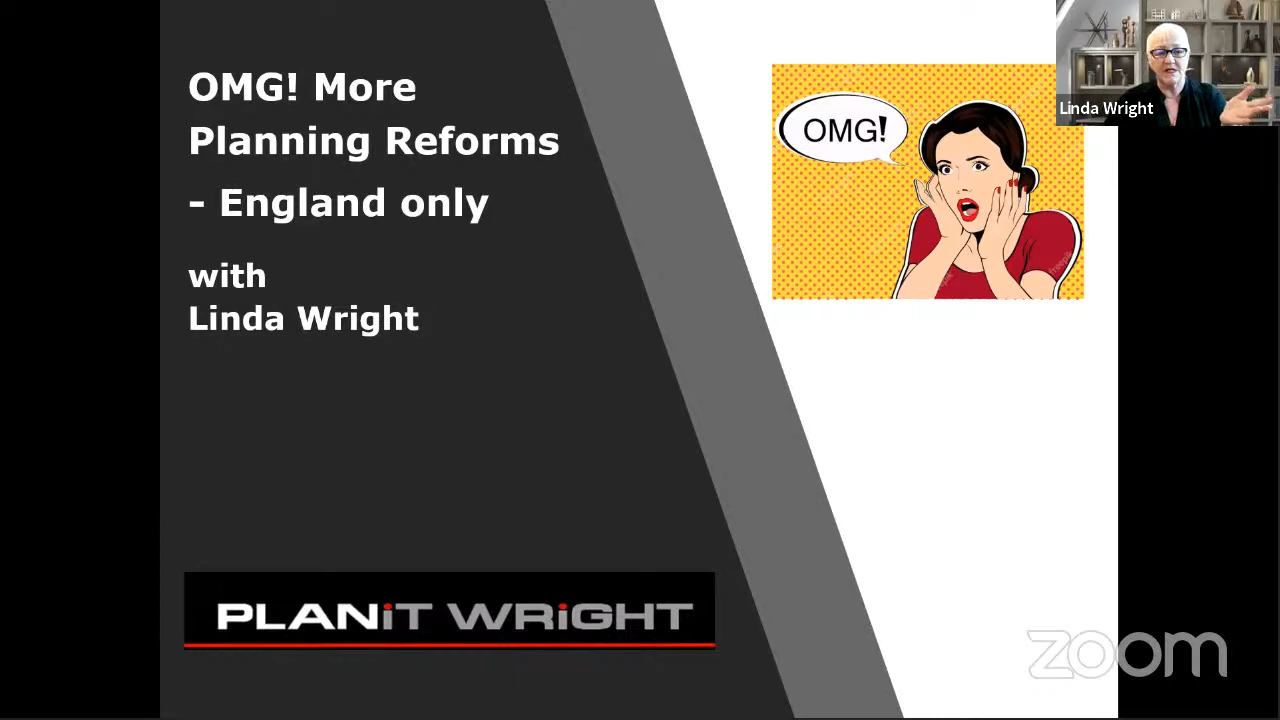 OMG! More
Planning Reforms
- England only
with
Linda Wright
OMG!
Linda Wright
PLANiT WRiGHT
zoom